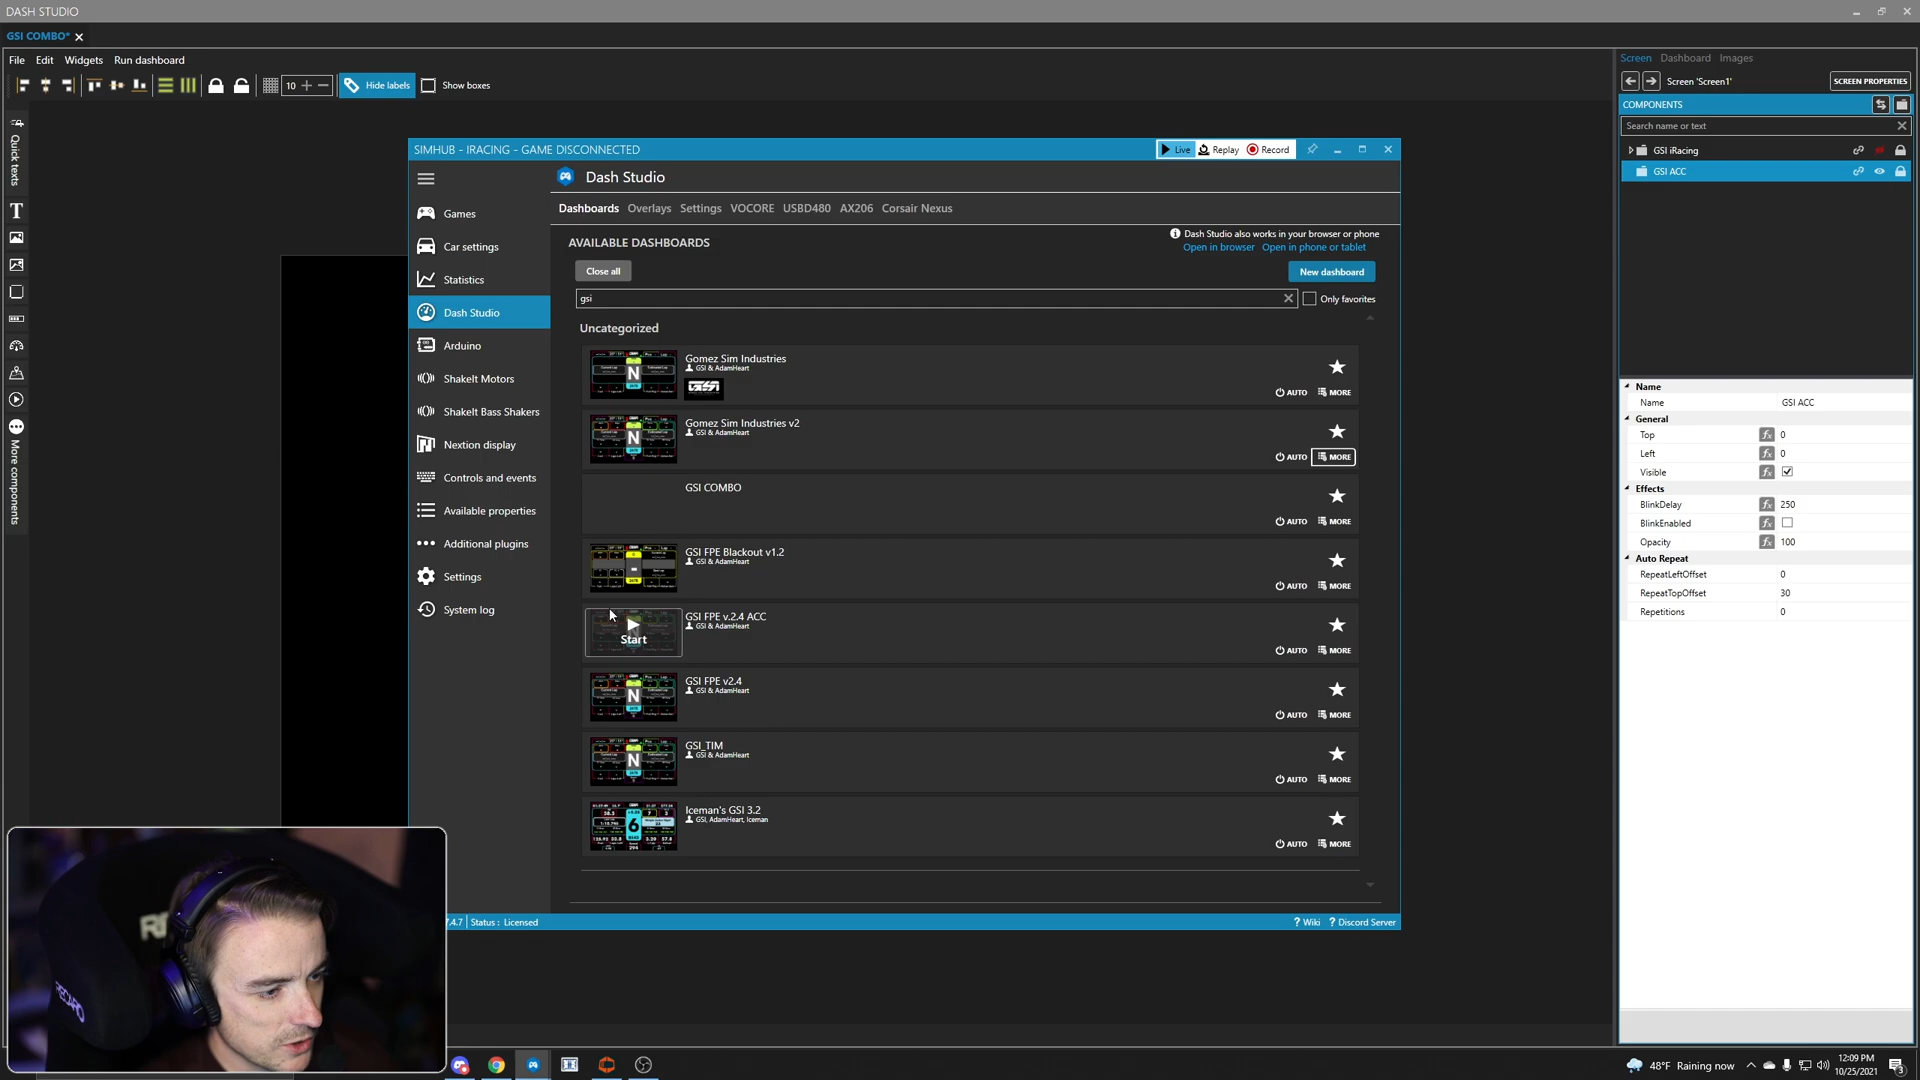 DASH STUDIO
GSI COMBO*
File Edit Widgets Run dashboard
10 Hide labels Show boxes
Quick texts
More components
SIMHUB - IRACING - GAME DISCONNECTED
Live Replay Record
Games
Car settings
Statistics
Dash Studio
Arduino
ShakeIt Motors
ShakeIt Bass Shakers
Nextion display
Controls and events
Available properties
Additional plugins
Settings
System log
Dash Studio
Dashboards Overlays Settings VOCORE USBD480 AX206 Corsair Nexus
Dash Studio also works in your browser or phone
Open in browser Open in phone or tablet
AVAILABLE DASHBOARDS
Close all
New dashboard
gsi
Only favorites
Uncategorized
Gomez Sim Industries
GSI & AdamHeart
GSI
AUTO MORE
Gomez Sim Industries v2
GSI & AdamHeart
AUTO MORE
GSI COMBO
AUTO MORE
GSI FPE Blackout v1.2
GSI & AdamHeart
AUTO MORE
Start
GSI FPE v.2.4 ACC
GSI & AdamHeart
AUTO MORE
GSI FPE v2.4
GSI & AdamHeart
AUTO MORE
GSI_TIM
GSI & AdamHeart
AUTO MORE
Iceman's GSI 3.2
GSI, AdamHeart, Iceman
AUTO MORE
7.4.7 Status : Licensed
Wiki Discord Server
Screen Dashboard Images
Screen 'Screen1'
SCREEN PROPERTIES
COMPONENTS
Search name or text
GSI iRacing
GSI ACC
Name
Name GSI ACC
General
Top 0
Left 0
Visible
Effects
BlinkDelay 250
BlinkEnabled
Opacity 100
Auto Repeat
RepeatLeftOffset 0
RepeatTopOffset 30
Repetitions 0
RECARO
48°F Raining now
12:09 PM
10/25/2021
3